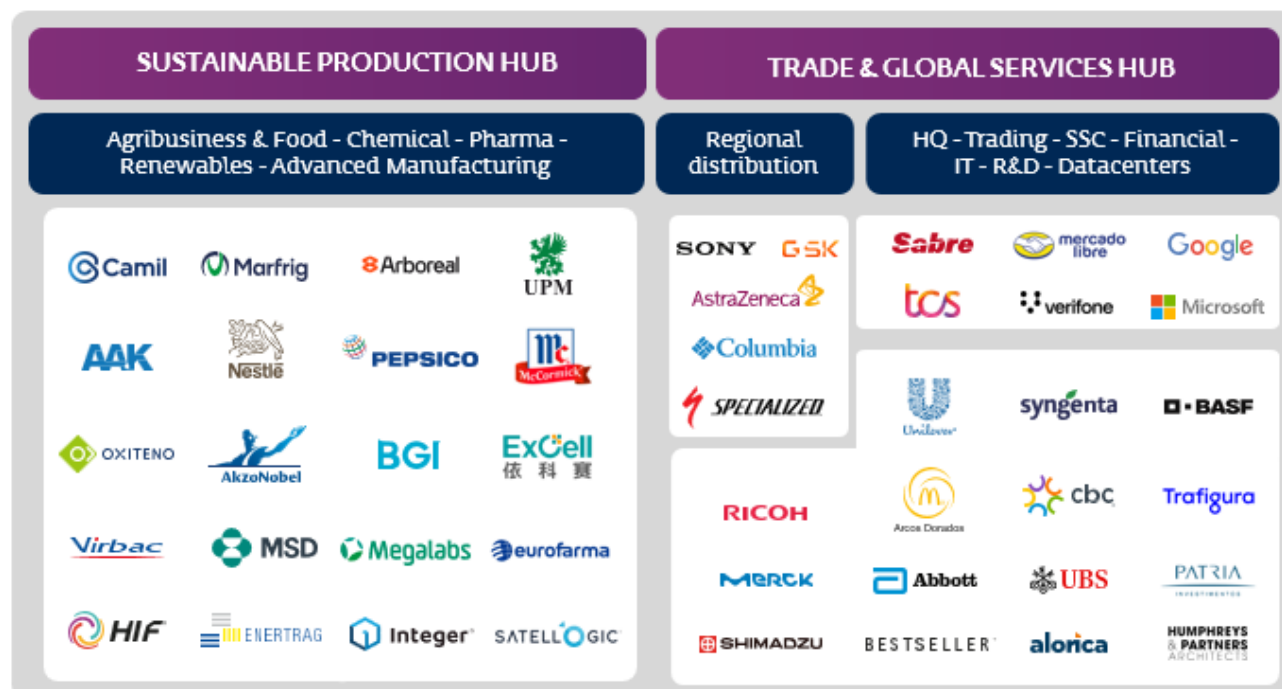 SUSTAINABLE PRODUCTION HUB
TRADE & GLOBAL SERVICES HUB
Agribusiness & Food - Chemical - Pharma -
Renewables - Advanced Manufacturing
Regional
distribution
HQ - Trading - SSC - Financial -
IT - R&D - Datacenters
Camil
Marfrig
Arboreal
UPM
AAK
Nestlé
PEPSICO
Mc
McCormick
OXITENO
AkzoNobel
BGI
ExCell
依科赛
Virbac
MSD
Megalabs
eurofarma
HIF
ENERTRAG
Integer
SATELLOGIC
SONY
GSK
AstraZeneca
Columbia
SPECIALIZED
Sabre
mercado
libre
Google
tcs
verifone
Microsoft
Unilever
syngenta
BASF
RICOH
Arcos Dorados
cbc
Trafigura
MERCK
Abbott
UBS
PATRIA
INVESTIMENTOS
SHIMADZU
BESTSELLER
alorica
HUMPHREYS
& PARTNERS
ARCHITECTS